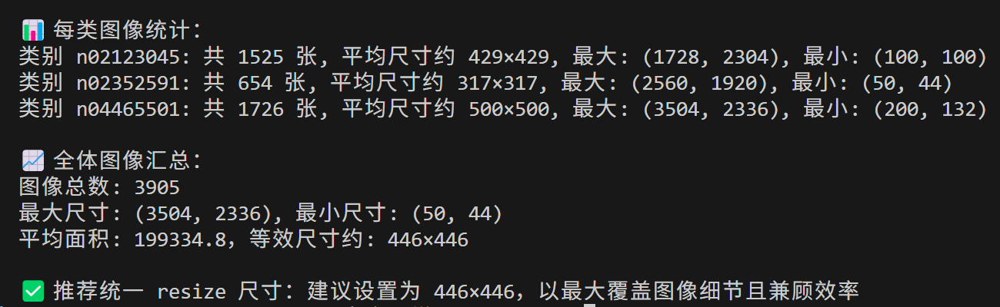 📊 每类图像统计:
类别 n02123045: 共 1525 张, 平均尺寸约 429×429, 最大: (1728, 2304), 最小: (100, 100)
类别 n02352591: 共 654 张, 平均尺寸约 317×317, 最大: (2560, 1920), 最小: (50, 44)
类别 n04465501: 共 1726 张, 平均尺寸约 500×500, 最大: (3504, 2336), 最小: (200, 132)
📈 全体图像汇总:
图像总数: 3905
最大尺寸: (3504, 2336), 最小尺寸: (50, 44)
平均面积: 199334.8，等效尺寸约: 446×446
✅ 推荐统一 resize 尺寸: 建议设置为 446×446，以最大覆盖图像细节且兼顾效率